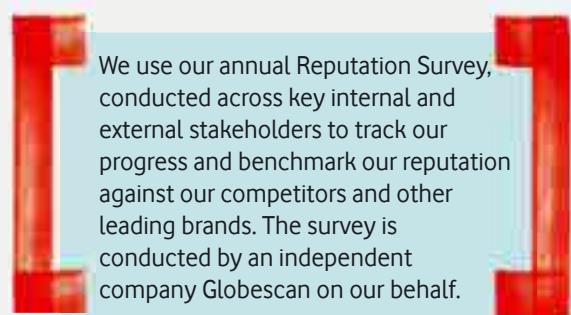 We use our annual Reputation Survey,
conducted across key internal and
external stakeholders to track our
progress and benchmark our reputation
against our competitors and other
leading brands. The survey is
conducted by an independent
company Globescan on our behalf.